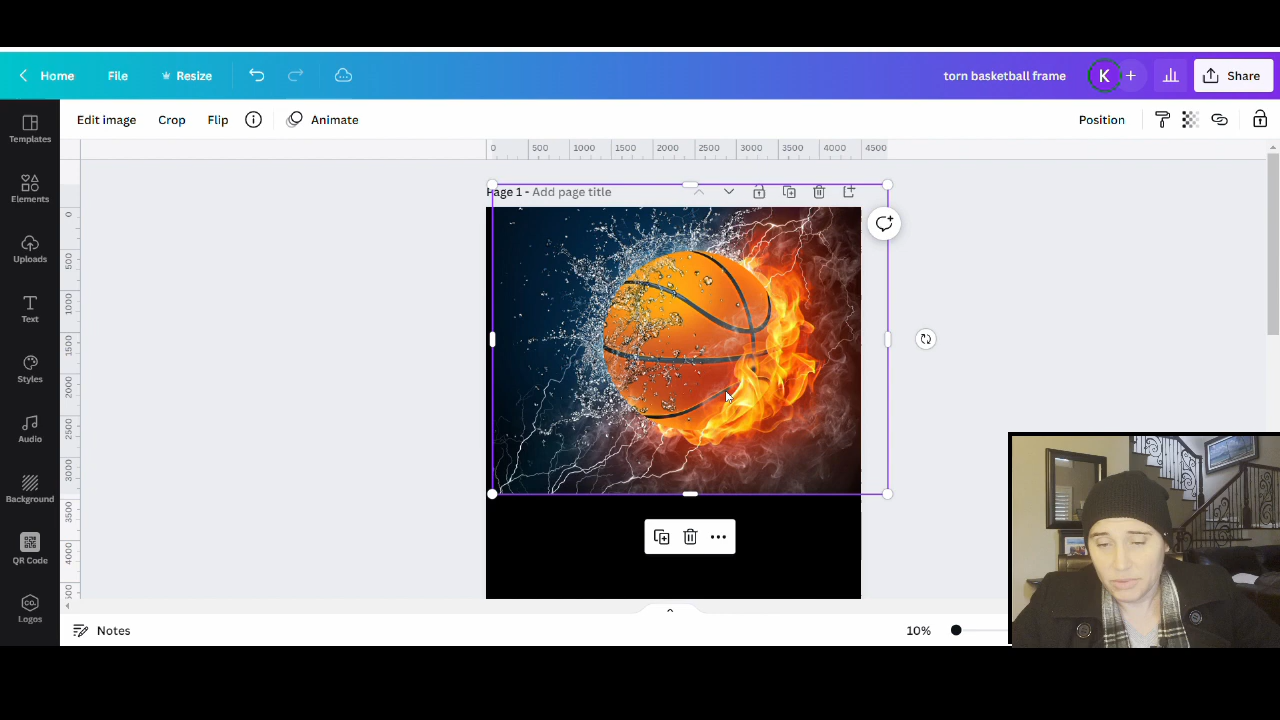 Home File Resize torn basketball frame K + Share
Edit image Crop Flip Animate Position
0 500 1000 1500 2000 2500 3000 3500 4000 4500
Page 1 - Add page title
Templates
Elements
Uploads
Text
Styles
Audio
Background
QR Code
CO.
Logos
0
500
1000
1500
2000
2500
3000
3500
4000
Notes 10%